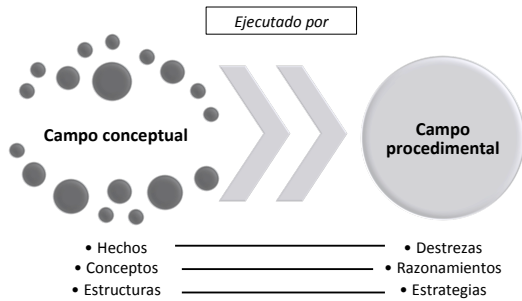 Ejecutado por
Campo conceptual
Campo
procedimental
• Hechos
• Destrezas
• Conceptos
• Razonamientos
• Estructuras
• Estrategias